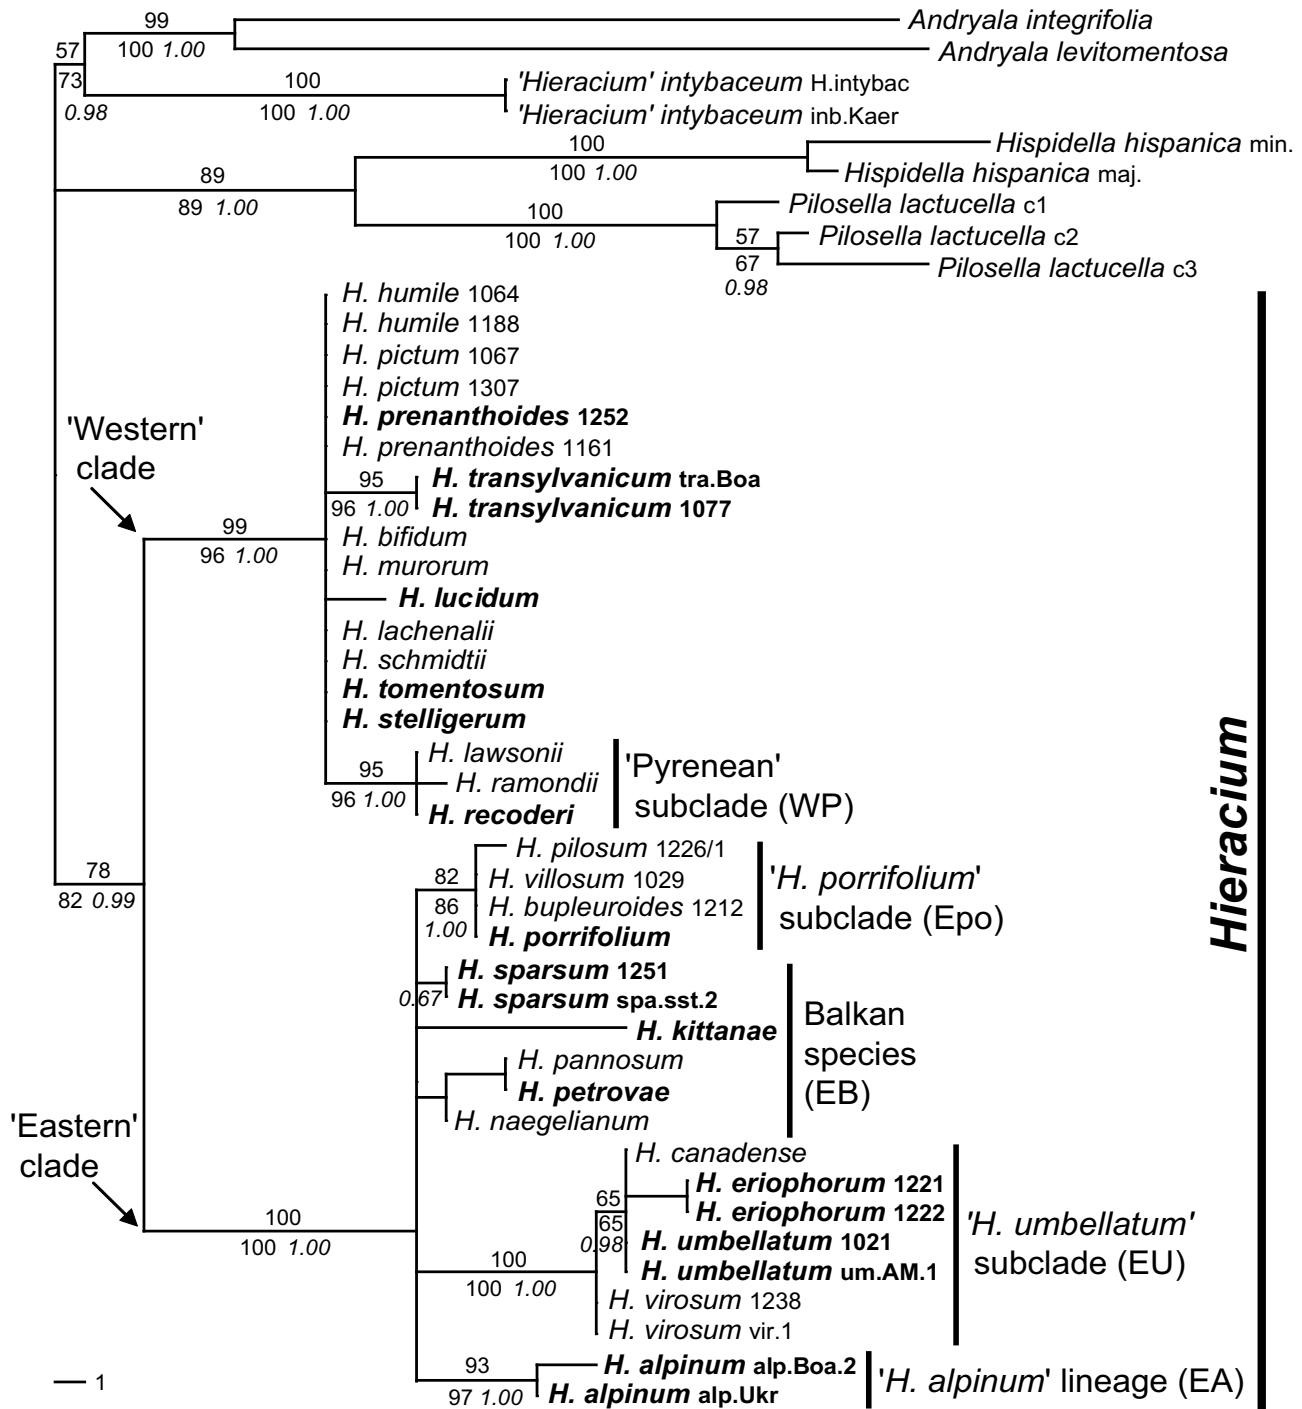 99
Andryala integrifolia
57
100 1.00
Andryala levitomentosa
73
100
'Hieracium' intybaceum H.intybac
0.98
100 1.00
'Hieracium' intybaceum inb.Kaer
100
Hispidella hispanica min.
89
100 1.00
Hispidella hispanica maj.
89 1.00
100
Pilosella lactucella c1
100 1.00
57
Pilosella lactucella c2
67
Pilosella lactucella c3
0.98
H. humile 1064
H. humile 1188
H. pictum 1067
H. pictum 1307
H. prenanthoides 1252
'Western'
clade
H. prenanthoides 1161
95
H. transylvanicum tra.Boa
96 1.00
H. transylvanicum 1077
99
H. bifidum
96 1.00
H. murorum
H. lucidum
H. lachenalii
H. schmidtii
H. tomentosum
H. stelligerum
Hieracium
H. lawsonii
95
H. ramondii
96 1.00
H. recoderi
'Pyrenean'
subclade (WP)
78
82 0.99
H. pilosum 1226/1
82
H. villosum 1029
86
H. bupleuroides 1212
1.00
H. porrifolium
'H. porrifolium'
subclade (Epo)
H. sparsum 1251
0.67
H. sparsum spa.sst.2
H. kittanae
H. pannosum
H. petrovae
H. naegelianum
Balkan
species
(EB)
'Eastern'
clade
100
100 1.00
H. canadense
H. eriophorum 1221
65
H. eriophorum 1222
65
H. umbellatum 1021
0.98
100
H. umbellatum um.AM.1
100 1.00
H. virosum 1238
H. virosum vir.1
'H. umbellatum'
subclade (EU)
93
H. alpinum alp.Boa.2
97 1.00
H. alpinum alp.Ukr
'H. alpinum' lineage (EA)
1